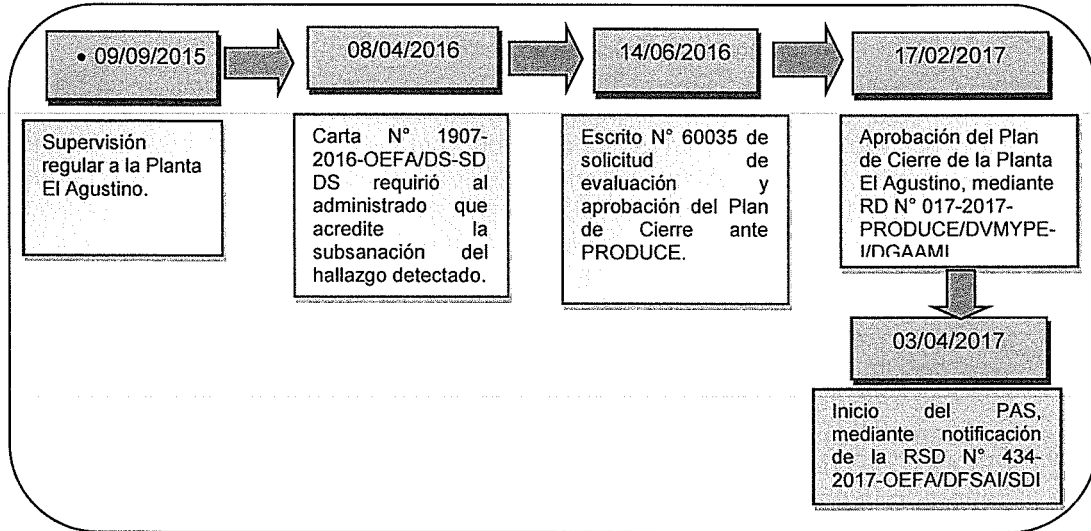 • 09/09/2015
Supervisión
regular a la Planta
El Agustino.
08/04/2016
Carta N° 1907-
2016-OEFA/DS-SD
DS requirió al
administrado que
acredite la
subsanación del
hallazgo detectado.
14/06/2016
Escrito N° 60035 de
solicitud de
evaluación y
aprobación del Plan
de Cierre ante
PRODUCE.
17/02/2017
Aprobación del Plan
de Cierre de la Planta
El Agustino, mediante
RD N° 017-2017-
PRODUCE/DVMYPE-
I/DGAAMI
03/04/2017
Inicio del PAS,
mediante notificación
de la RSD N° 434-
2017-OEFA/DFSAI/SDI